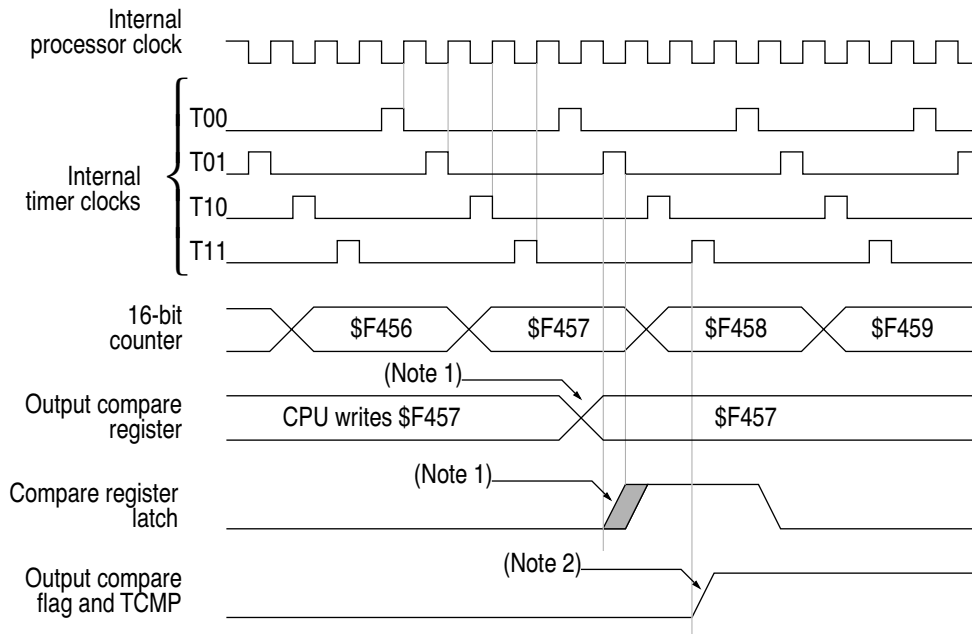 Internal
processor clock
T00
T01
Internal
timer clocks
T10
T11
16-bit
counter
$F456
$F457
$F458
$F459
(Note 1)
Output compare
register
CPU writes $F457
$F457
(Note 1)
Compare register
latch
(Note 2)
Output compare
flag and TCMP